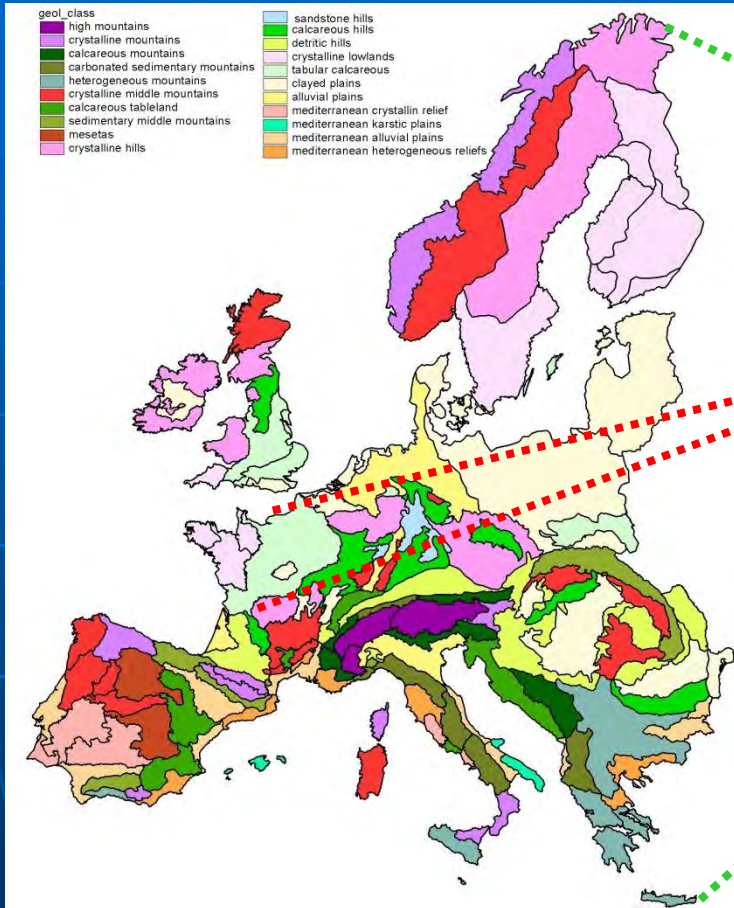 geol_class
high mountains
crystalline mountains
calcareous mountains
carbonated sedimentary mountains
heterogeneous mountains
crystalline middle mountains
calcareous tableland
sedimentary middle mountains
mesetas
crystalline hills
sandstone hills
calcareous hills
detritic hills
crystalline lowlands
tabular calcareous
clayed plains
alluvial plains
mediterranean crystallin relief
mediterranean karstic plains
mediterranean alluvial plains
mediterranean heterogeneous reliefs